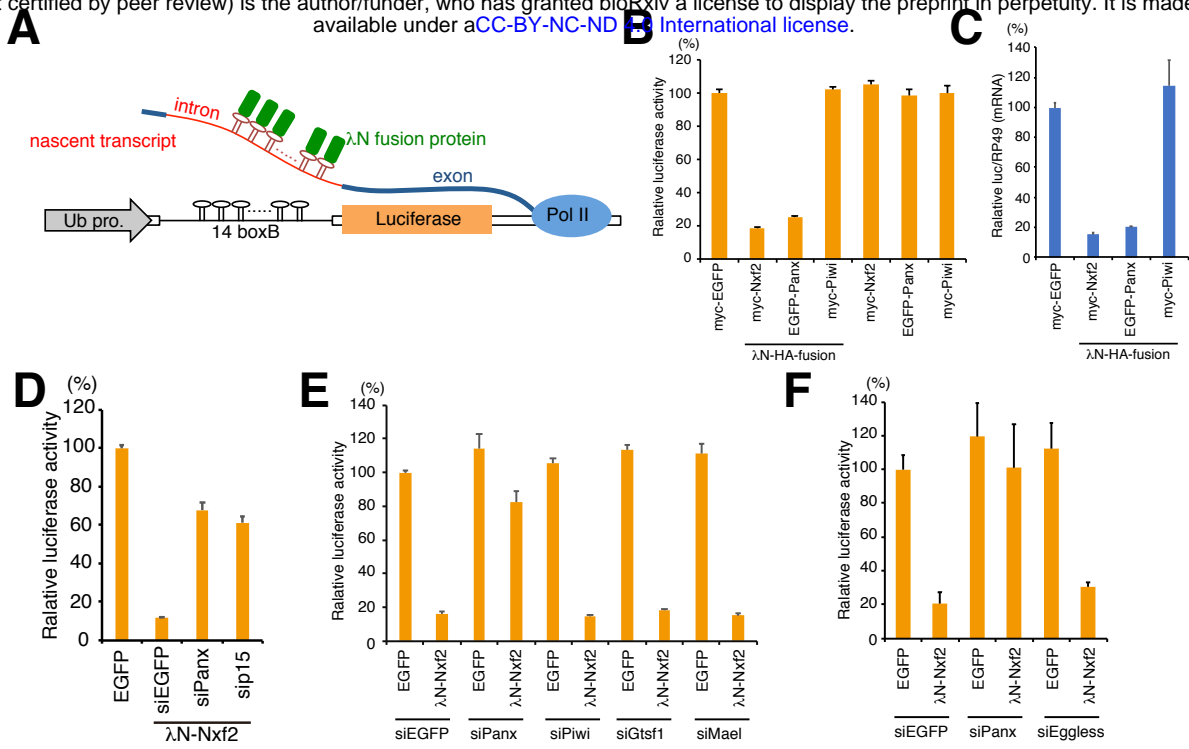 t certified by peer review) is the author/funder, who has granted bioRxiv a license to display the preprint in perpetuity. It is made
available under aCC-BY-NC-ND 4.0 International license.
A
intron
nascent transcript
λN fusion protein
exon
Ub pro.
14 boxB
Luciferase
Pol II
B
(%)
Ralative luciferase activity
120
100
80
60
40
20
0
myc-EGFP
myc-Nxf2
EGFP-Panx
myc-Piwi
myc-Nxf2
EGFP-Panx
myc-Piwi
λN-HA-fusion
C
(%)
Ralative luc/RP49 (mRNA)
140
120
100
80
60
40
20
0
myc-EGFP
myc-Nxf2
EGFP-Panx
myc-Piwi
λN-HA-fusion
D
(%)
Ralative luciferase activity
120
100
80
60
40
20
0
EGFP
siEGFP
siPanx
sip15
λN-Nxf2
E
(%)
Ralative luciferase activity
140
120
100
80
60
40
20
0
EGFP
λN-Nxf2
EGFP
λN-Nxf2
EGFP
λN-Nxf2
EGFP
λN-Nxf2
EGFP
λN-Nxf2
siEGFP
siPanx
siPiwi
siGtsf1
siMael
F
(%)
Ralative luciferase activity
140
120
100
80
60
40
20
0
EGFP
λN-Nxf2
EGFP
λN-Nxf2
EGFP
λN-Nxf2
siEGFP
siPanx
siEggless